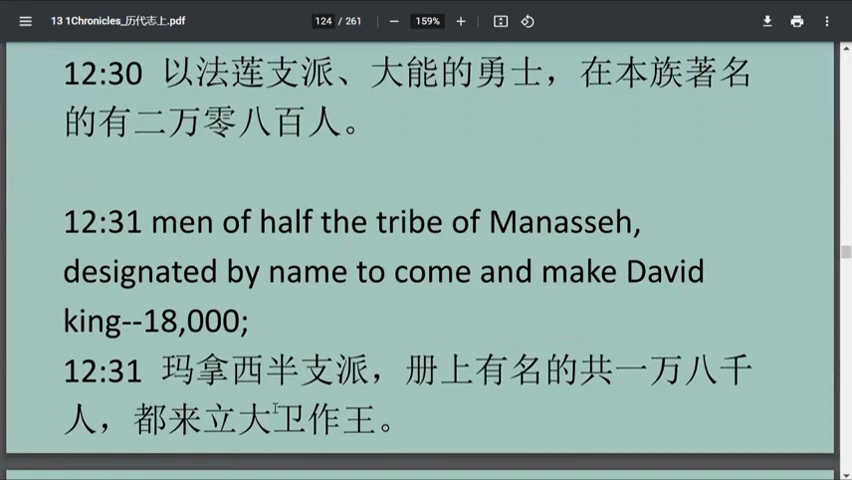 13 1Chronicles_历代志上.pdf
124 / 261
159%
12:30 以法莲支派、大能的勇士，在本族著名
的有二万零八百人。
12:31 men of half the tribe of Manasseh,
designated by name to come and make David
king--18,000;
12:31 玛拿西半支派，册上有名的共一万八千
人，都来立大卫作王。